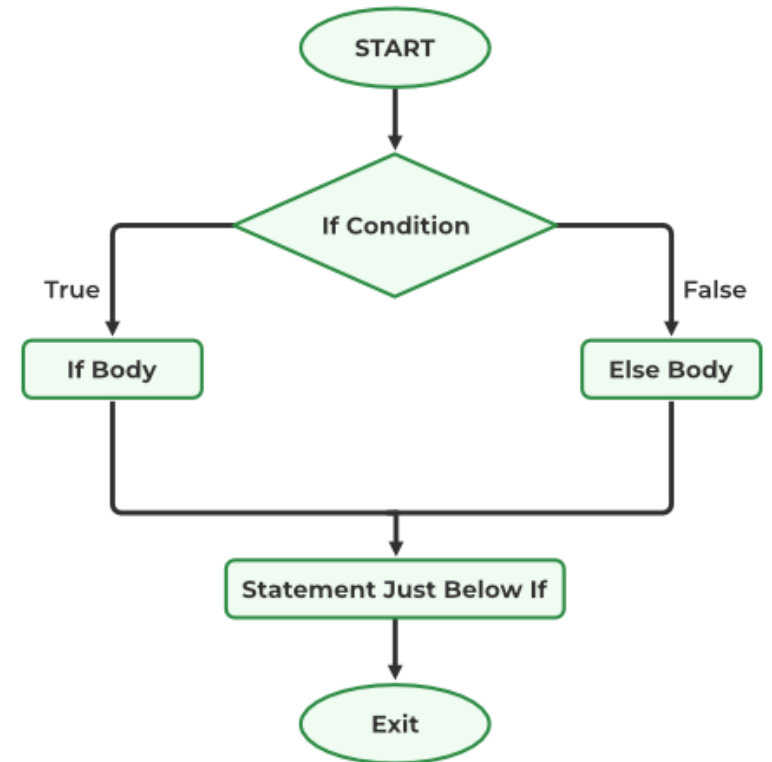 START
If Condition
True
False
If Body
Else Body
Statement Just Below If
Exit